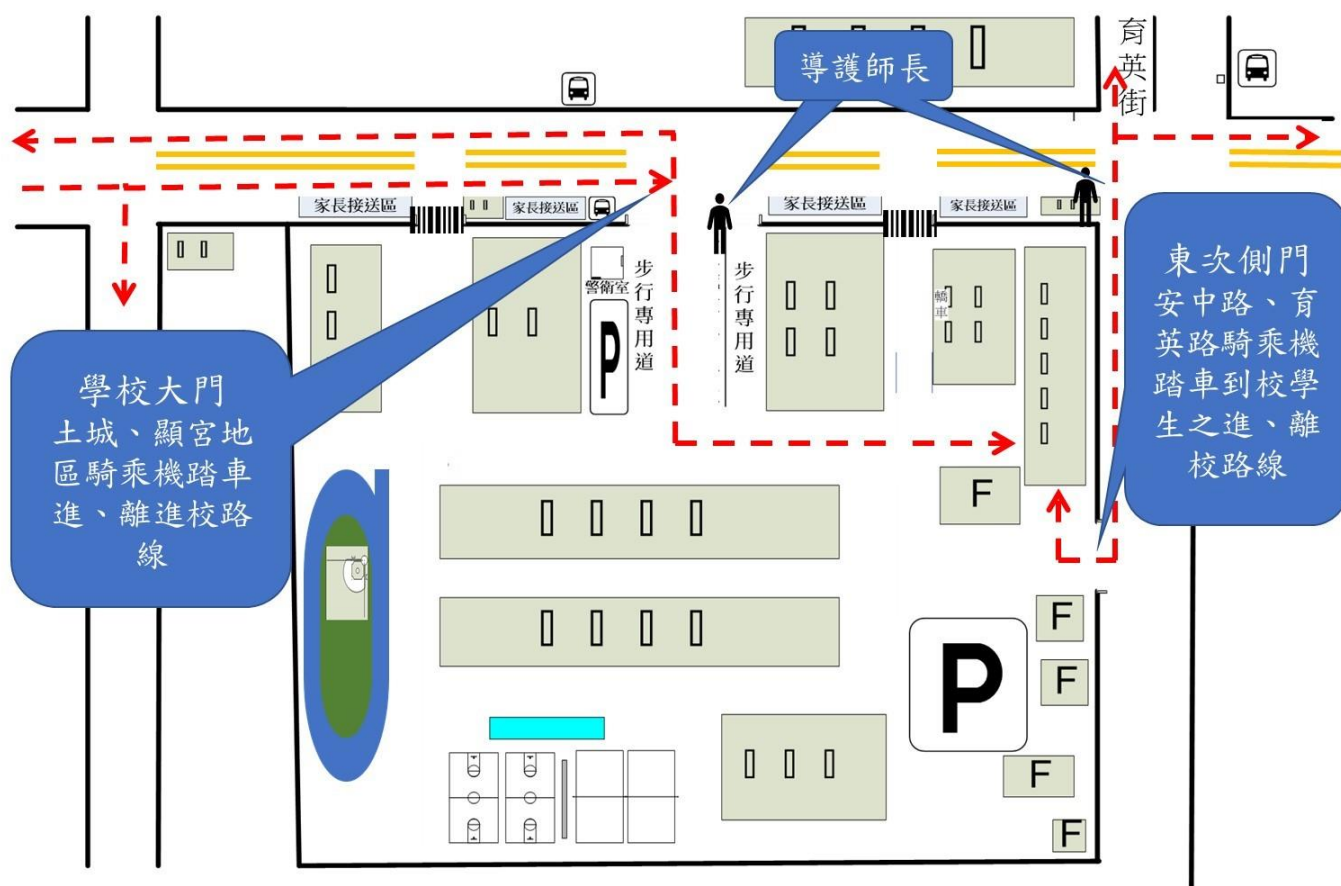 育英街
導護師長
家長接送區
家長接送區
家長接送區
家長接送區
警衛室
步行專用道
步行專用道
轎車
P
學校大門
土城、顯宮地
區騎乘機踏車
進、離進校路
線
東次側門
安中路、育
英路騎乘機
踏車到校學
生之進、離
校路線
F
F
F
P
F
F